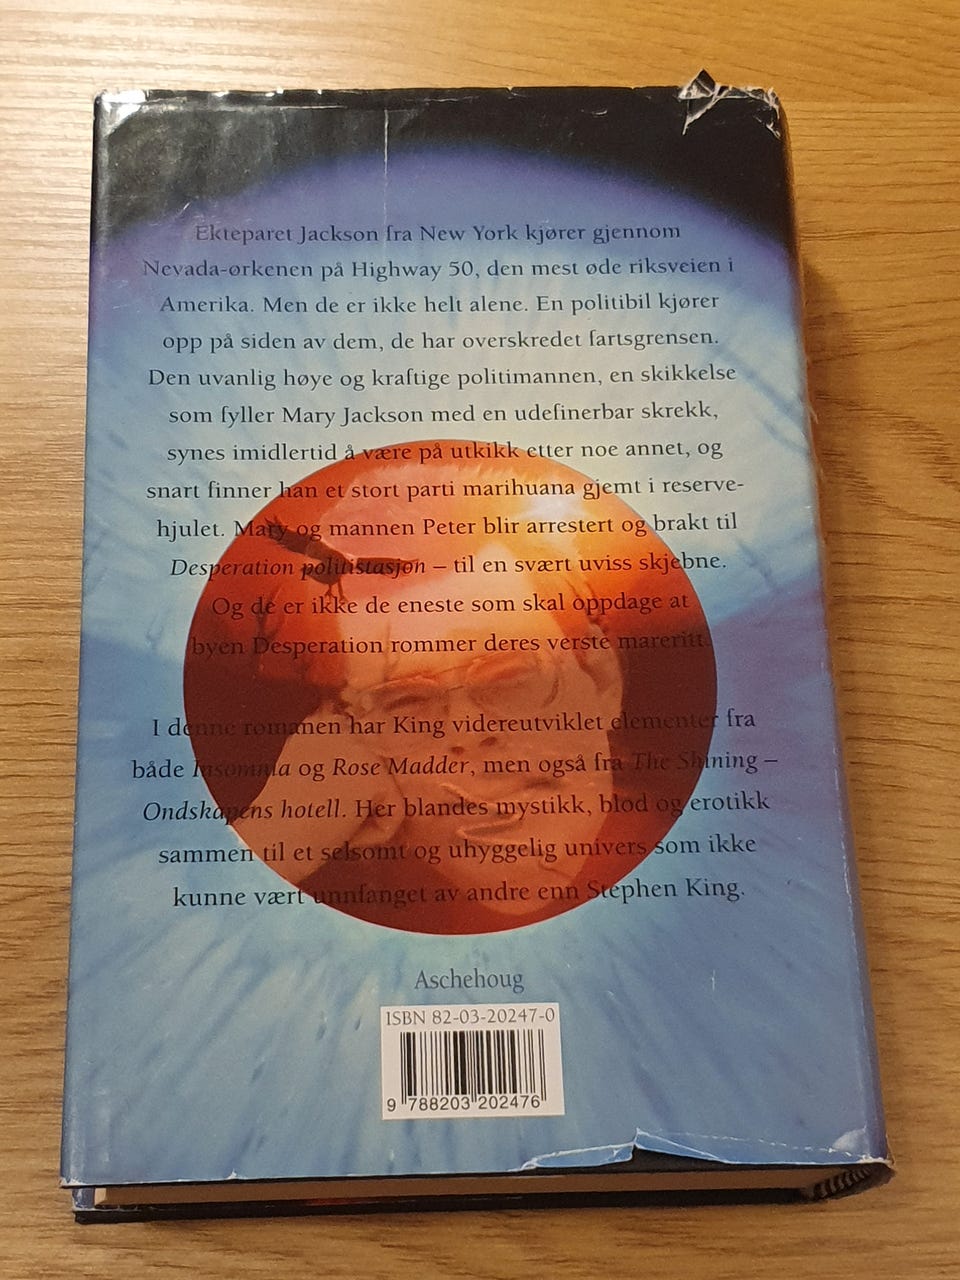 Ekteparet Jackson fra New York kjører gjennom
Nevada-ørkenen på Highway 50, den mest øde riksveien i
Amerika. Men de er ikke helt alene. En politibil kjører
opp på siden av dem, de har overskredet fartsgrensen.
Den uvanlig høye og kraftige politimannen, en skikkelse
som fyller Mary Jackson med en udefinerbar skrekk,
synes imidlertid å være på utkikk etter noe annet, og
snart finner han et stort parti marihuana gjemt i reserve-
hjulet. Mary og mannen Peter blir arrestert og brakt til
Desperation politistasjon – til en svært uviss skjebne.
Og de er ikke de eneste som skal oppdage at
byen Desperation rommer deres verste mareritt.
I denne romanen har King videreutviklet elementer fra
både Insomnia og Rose Madder, men også fra The Shining –
Ondskapens hotell. Her blandes mystikk, blod og erotikk
sammen til et selsomt og uhyggelig univers som ikke
kunne vært unnfanget av andre enn Stephen King.
Aschehoug
ISBN 82-03-20247-0
9 788203 202476